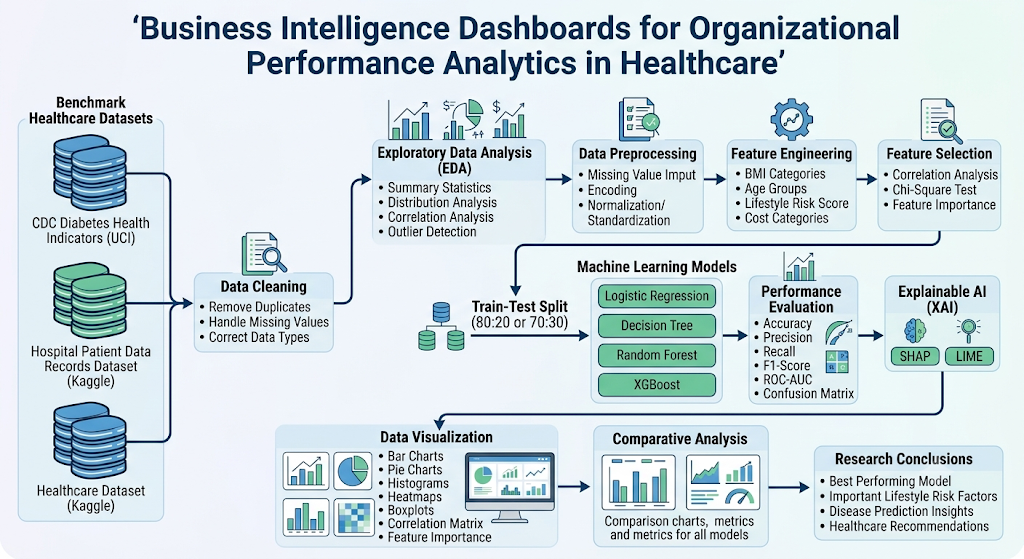 ‘Business Intelligence Dashboards for Organizational
Performance Analytics in Healthcare’
Benchmark
Healthcare Datasets
CDC Diabetes Health
Indicators (UCI)
Hospital Patient Data
Records Dataset
(Kaggle)
Healthcare Dataset
(Kaggle)
Data Cleaning
• Remove Duplicates
• Handle Missing Values
• Correct Data Types
Exploratory Data Analysis
(EDA)
• Summary Statistics
• Distribution Analysis
• Correlation Analysis
• Outlier Detection
Data Preprocessing
• Missing Value Imput
• Encoding
• Normalization/
Standardization
Feature Engineering
• BMI Categories
• Age Groups
• Lifestyle Risk Score
• Cost Categories
Feature Selection
• Correlation Analysis
• Chi-Square Test
• Feature Importance
Train-Test Split
(80:20 or 70:30)
Machine Learning Models
Logistic Regression
Decision Tree
Random Forest
XGBoost
Performance
Evaluation
• Accuracy
• Precision
• Recall
• F1-Score
• ROC-AUC
• Confusion Matrix
Explainable AI
(XAI)
SHAP
LIME
Data Visualization
• Bar Charts
• Pie Charts
• Histograms
• Heatmaps
• Boxplots
• Correlation Matrix
• Feature Importance
Comparative Analysis
Comparison charts, metrics
and metrics for all models
Research Conclusions
• Best Performing Model
• Important Lifestyle Risk Factors
• Disease Prediction Insights
• Healthcare Recommendations